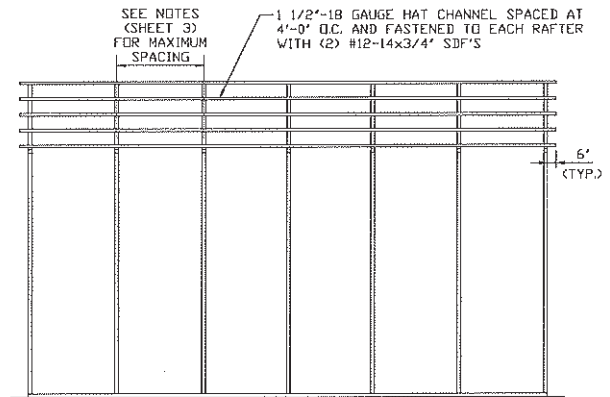 SEE NOTES
(SHEET 3)
FOR MAXIMUM
SPACING
1 1/2"-18 GAUGE HAT CHANNEL SPACED AT
4'-0" O.C. AND FASTENED TO EACH RAFTER
WITH (2) #12-14x3/4" SDF'S
6"
(TYP.)